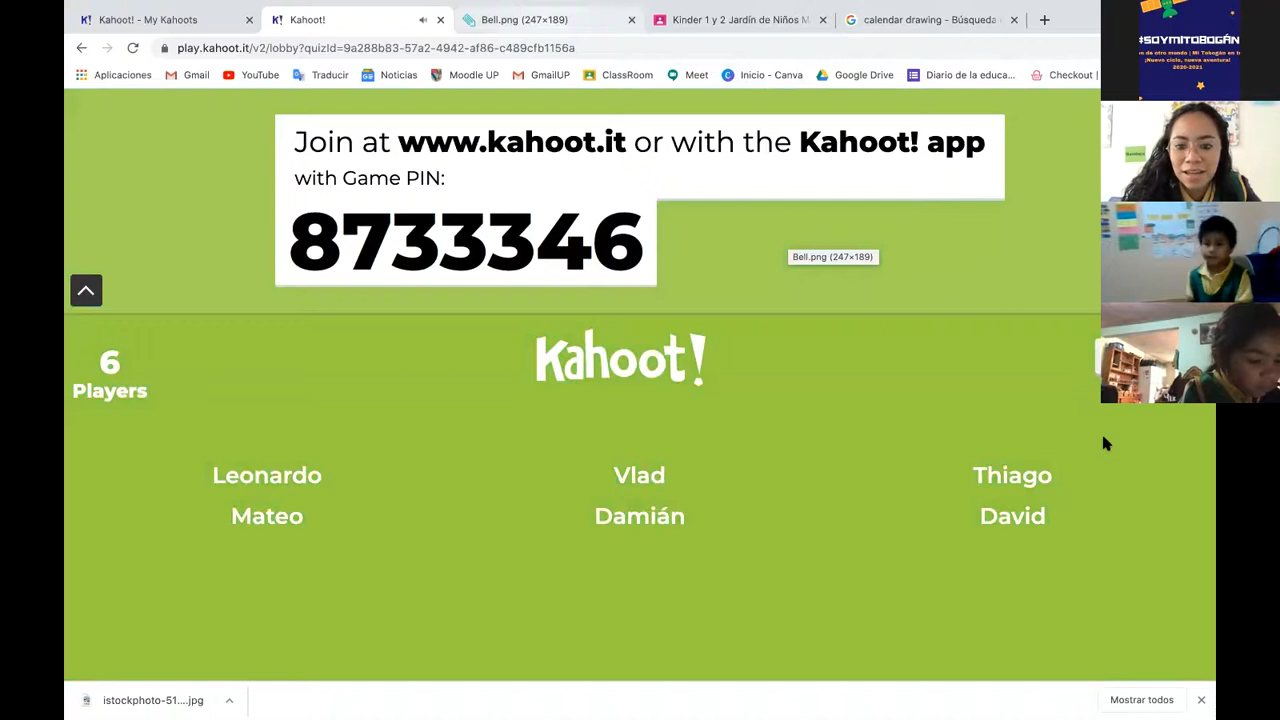 Kahoot! - My Kahoots
Kahoot!
Bell.png (247×189)
Kinder 1 y 2 Jardín de Niños M
calendar drawing - Búsqueda
play.kahoot.it/v2/lobby?quizId=9a288b83-57a2-4942-a186-c489cfb1156a
Aplicaciones
Gmail
YouTube
Traducir
Noticias
Moodle UP
GmailUP
ClassRoom
Meet
Inicio - Canva
Google Drive
Diario de la educa...
Checkout |
#SOYMITOBOGÁN
¡Nuevo ciclo, nueva aventura!
2020-2021
Join at www.kahoot.it or with the Kahoot! app
with Game PIN:
8733346
Bell.png (247×189)
6
Players
Kahoot!
Leonardo
Vlad
Thiago
Mateo
Damián
David
istockphoto-51....jpg
Mostrar todos